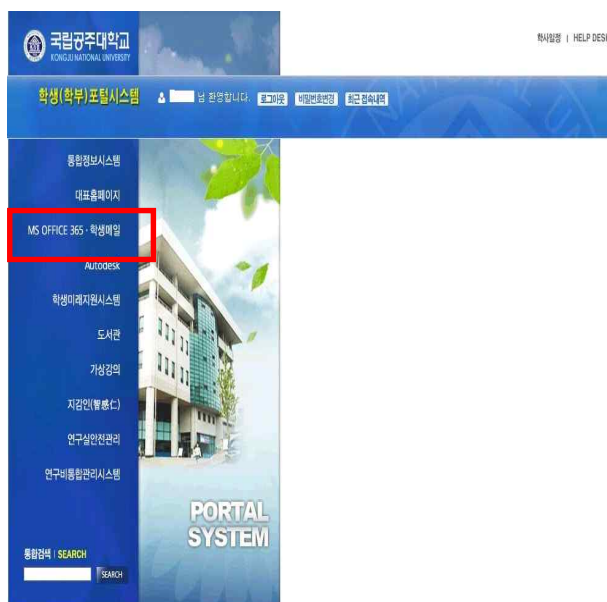 국립공주대학교
KONGJU NATIONAL UNIVERSITY
학사일정 | HELP DESK
학생(학부)포털시스템
님 환영합니다. 로그아웃 비밀번호변경 최근 접속내역
통합정보시스템
대표홈페이지
MS OFFICE 365 · 학생메일
Autodesk
학생미래지원시스템
도서관
가상강의
지감인(智感仁)
연구실안전관리
연구비통합관리시스템
PORTAL
SYSTEM
통합검색 | SEARCH
SEARCH